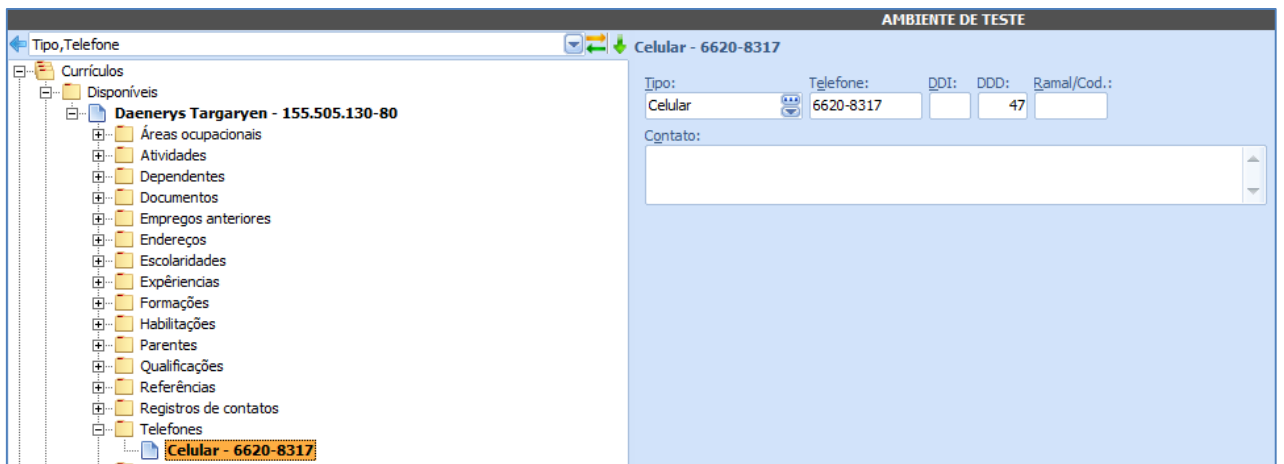 AMBIENTE DE TESTE
Tipo,Telefone
Celular - 6620-8317
Currículos
Disponíveis
Daenerys Targaryen - 155.505.130-80
Áreas ocupacionais
Atividades
Dependentes
Documentos
Empregos anteriores
Endereços
Escolaridades
Expêriencias
Formações
Habilitações
Parentes
Qualificações
Referências
Registros de contatos
Telefones
Celular - 6620-8317
Tipo: Telefone: DDI: DDD: Ramal/Cod.:
Celular 6620-8317 47
Contato: